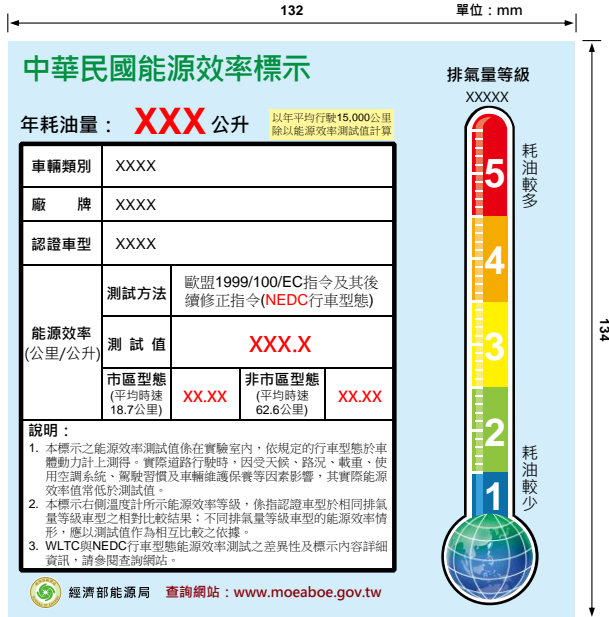 132
單位：mm
中華民國能源效率標示
年耗油量： XXX 公升
以年平均行駛15,000公里
除以能源效率測試值計算
車輛類別 XXXX
廠 牌 XXXX
認證車型 XXXX
能源效率
(公里/公升)
測試方法
歐盟1999/100/EC指令及其後
續修正指令(NEDC行車型態)
測 試 值 XXX.X
市區型態
(平均時速
18.7公里)
XX.XX
非市區型態
(平均時速
62.6公里)
XX.XX
說明：
1. 本標示之能源效率測試值係在實驗室內，依規定的行車型態於車
體動力計上測得。實際道路行駛時，因受天候、路況、載重、使
用空調系統、駕駛習慣及車輛維護保養等因素影響，其實際能源
效率值常低於測試值。
2. 本標示右側溫度計所示能源效率等級，係指認證車型於相同排氣
量等級車型之相對比較結果；不同排氣量等級車型的能源效率情
形，應以測試值作為相互比較之依據。
3. WLTC與NEDC行車型態能源效率測試之差異性及標示內容詳細
資訊，請參閱查詢網站。
經濟部能源局 查詢網站：www.moeaboe.gov.tw
排氣量等級
XXXXX
耗油較多
5
4
3
2
1
耗油較少
134